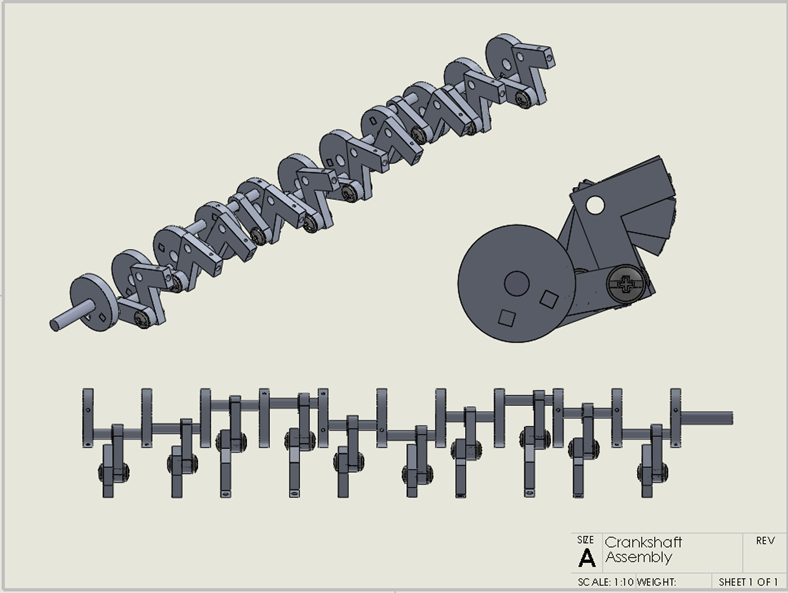 SIZE
A
Crankshaft
Assembly
REV
SCALE: 1:10 WEIGHT:
SHEET 1 OF 1